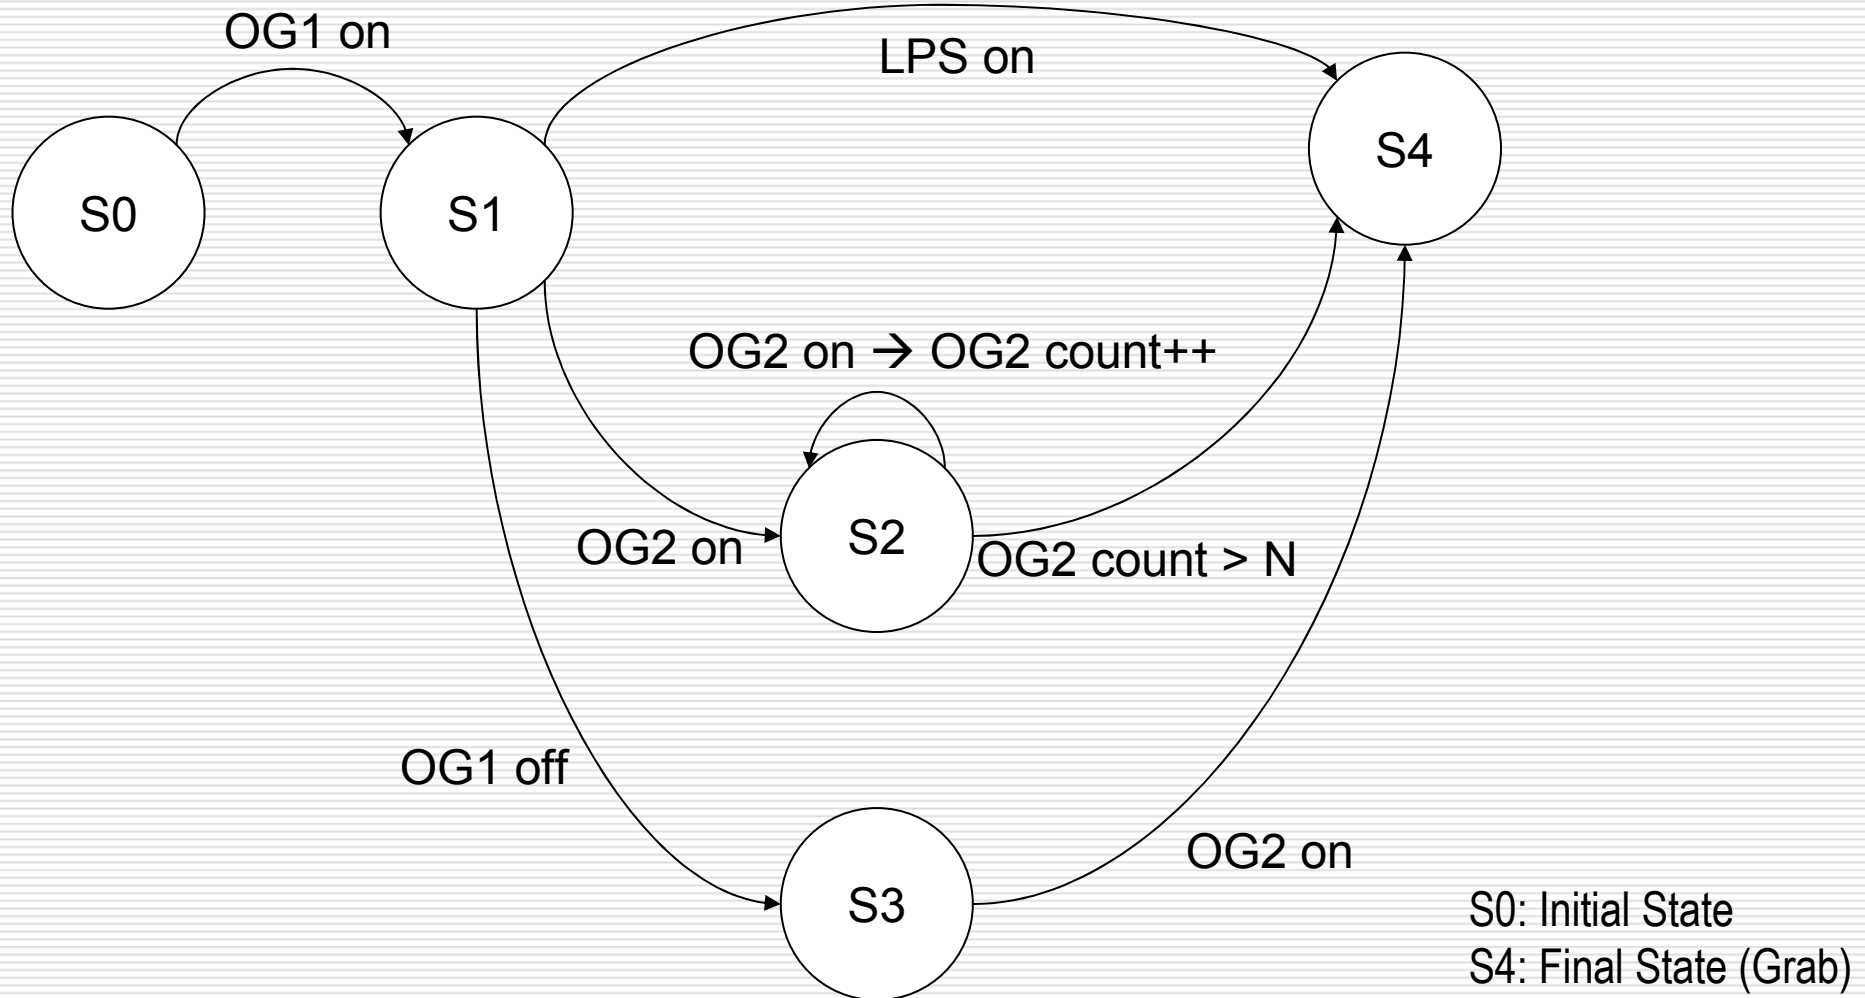 OG1 on
LPS on
S4
S0
S1
OG2 on → OG2 count++
OG2 on
S2
OG2 count > N
OG1 off
OG2 on
S3
S0: Initial State
S4: Final State (Grab)